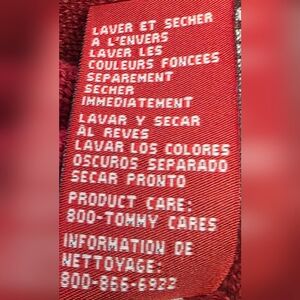 LAVER ET SECHER
A L'ENVERS
LAVER LES
COULEURS FONCEES
SEPAREMENT
SECHER
IMMEDIATEMENT
LAVAR Y SECAR
AL REVES
LAVAR LOS COLORES
OSCUROS SEPARADO
SECAR PRONTO
PRODUCT CARE:
800-TOMMY CARES
INFORMATION DE
NETTOYAGE:
800-866-6922